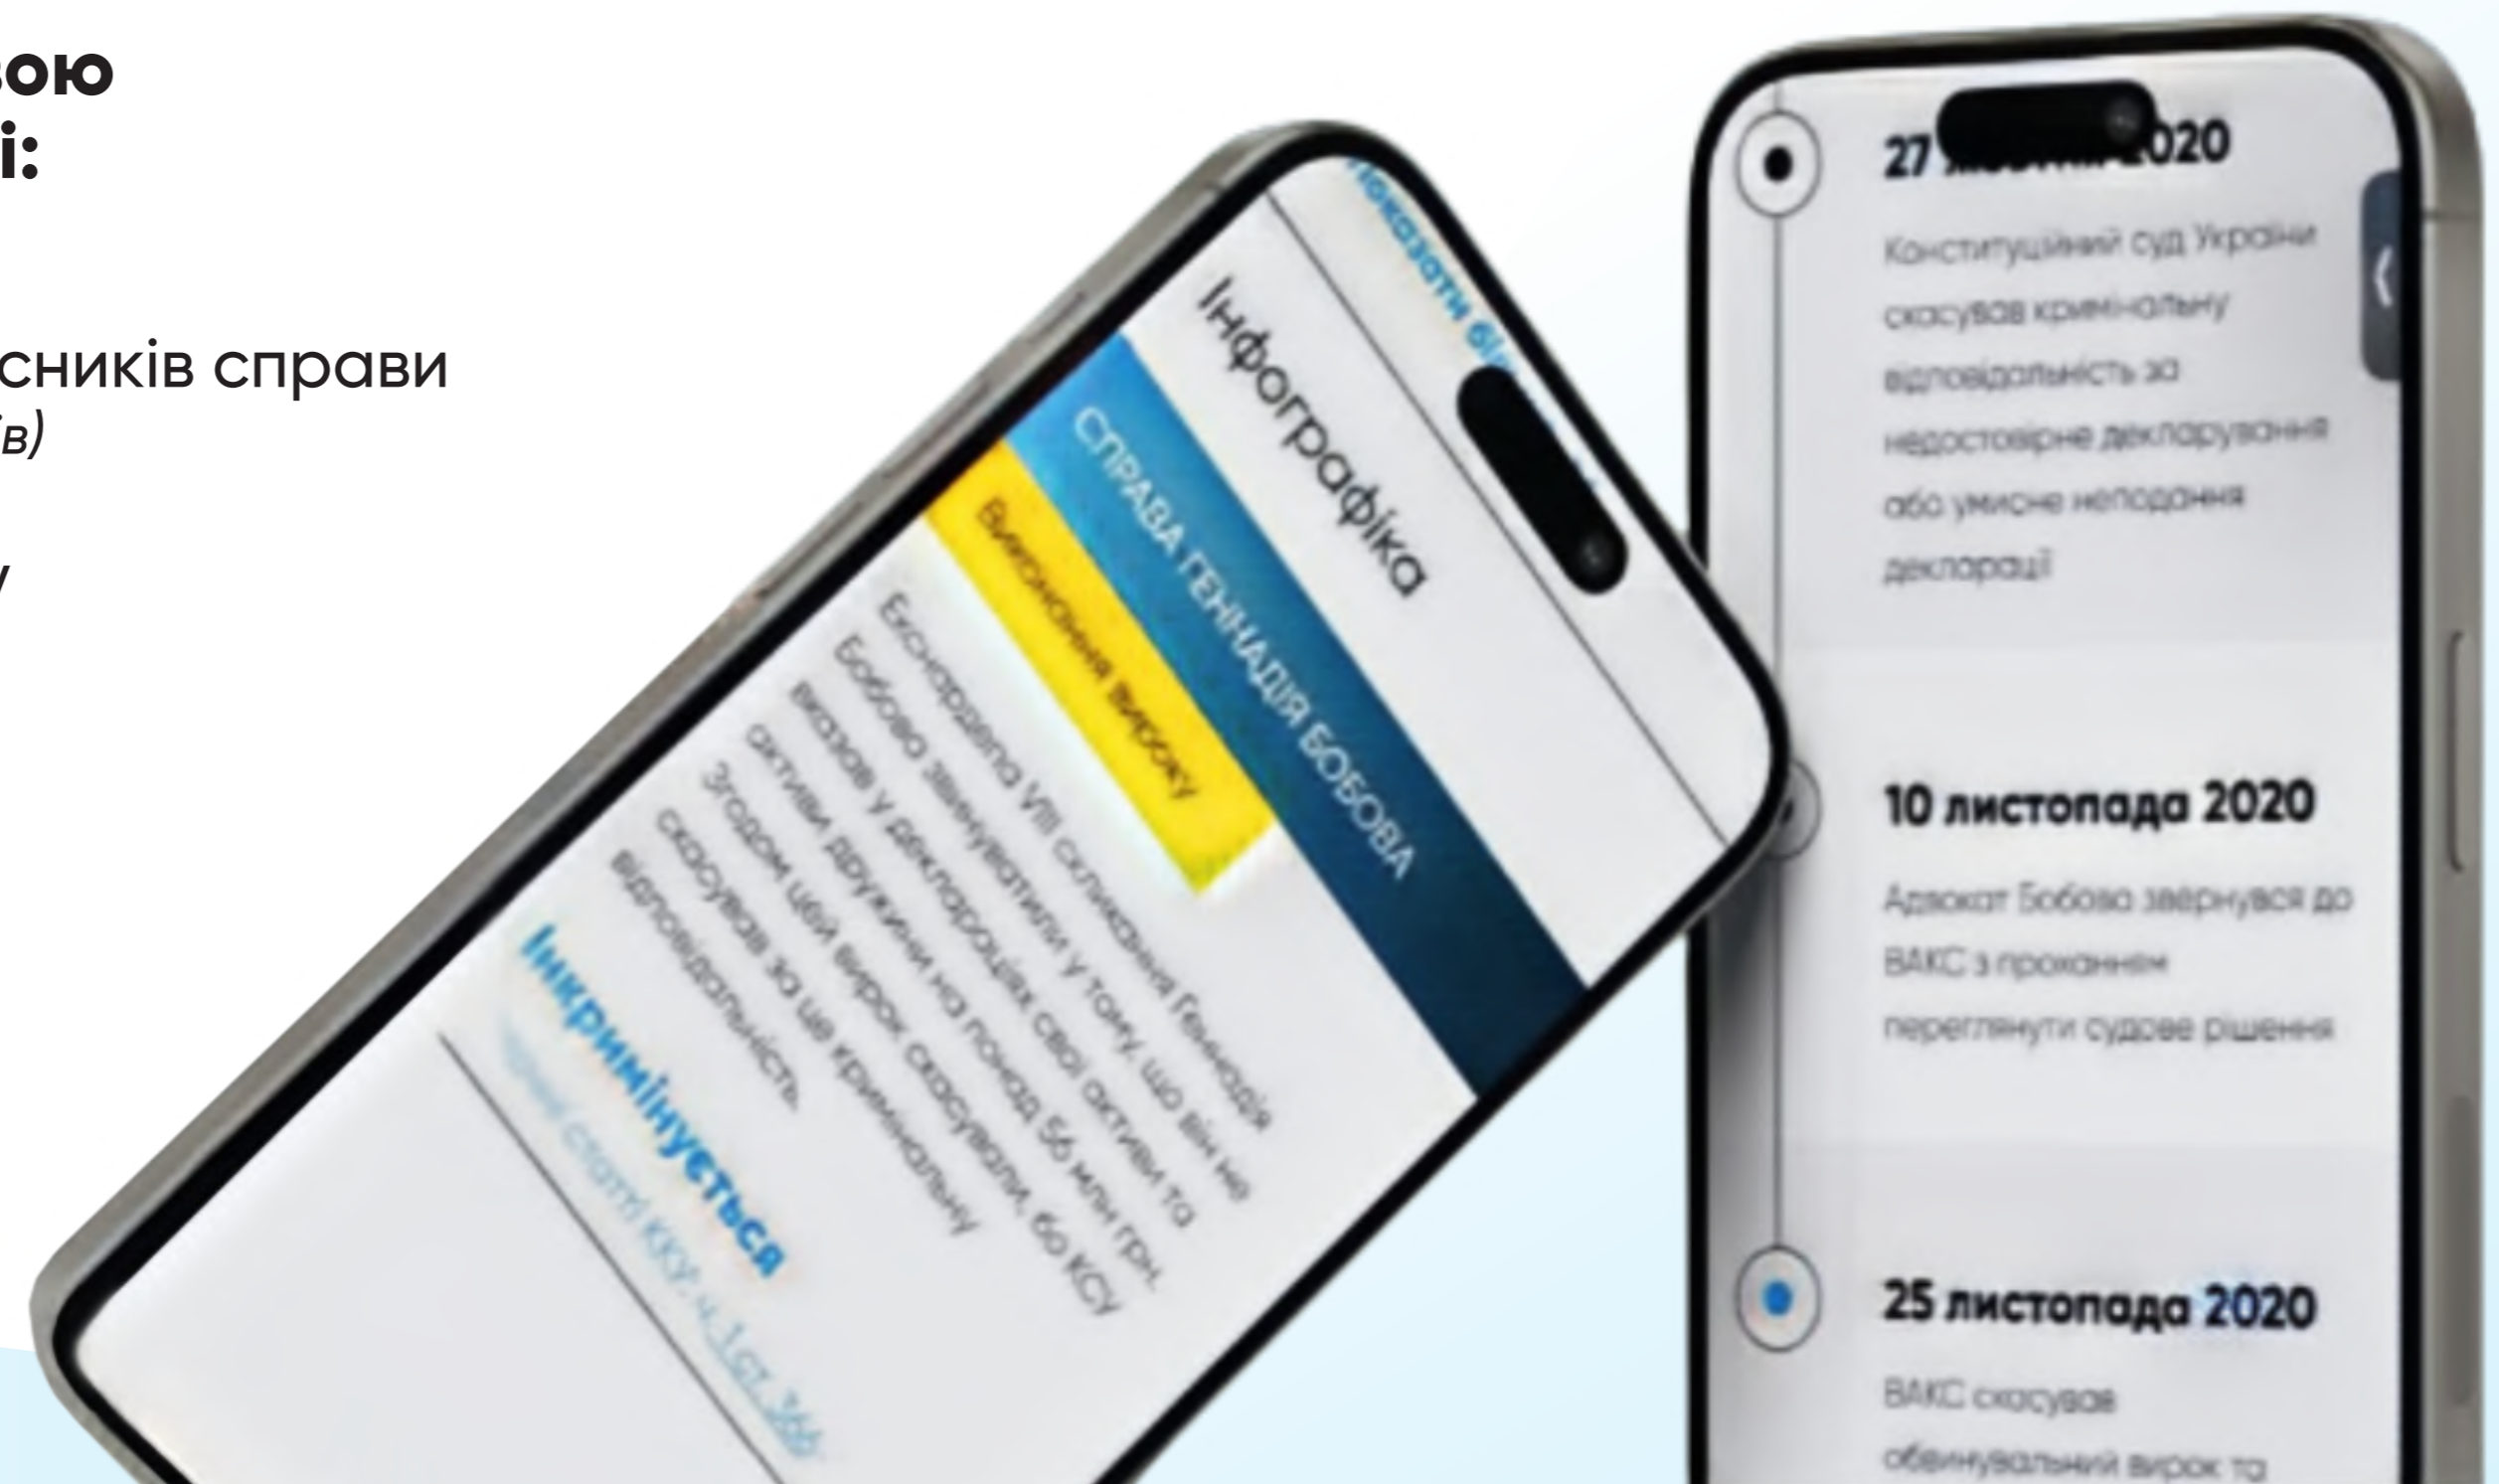 вою
і:
сників справи
ів)
у
Показати
Інфографіка
СПРАВА ГЕННАДІЯ БОБОВА
Виконання вироку
Екснардепа VIII скликання Геннадія
Бобова звинуватили у тому, що він не
вказав у деклараціях свої активи та
активи дружини на понад 56 млн грн.
Згодом цей вирок скасували, бо КСУ
скасував за це кримінальну
відповідальність.
Інкримінується
статті ККУ: ч. 1 ст. 366-
27 2020
Конституційний суд України
скасував кримінальну
відповідальність за
недостовірне декларування
або умисне неподання
декларації
10 листопада 2020
Адвокат Бобова звернувся до
ВАКС з проханням
переглянути судове рішення
25 листопада 2020
ВАКС скасував
обвинувальний вирок та